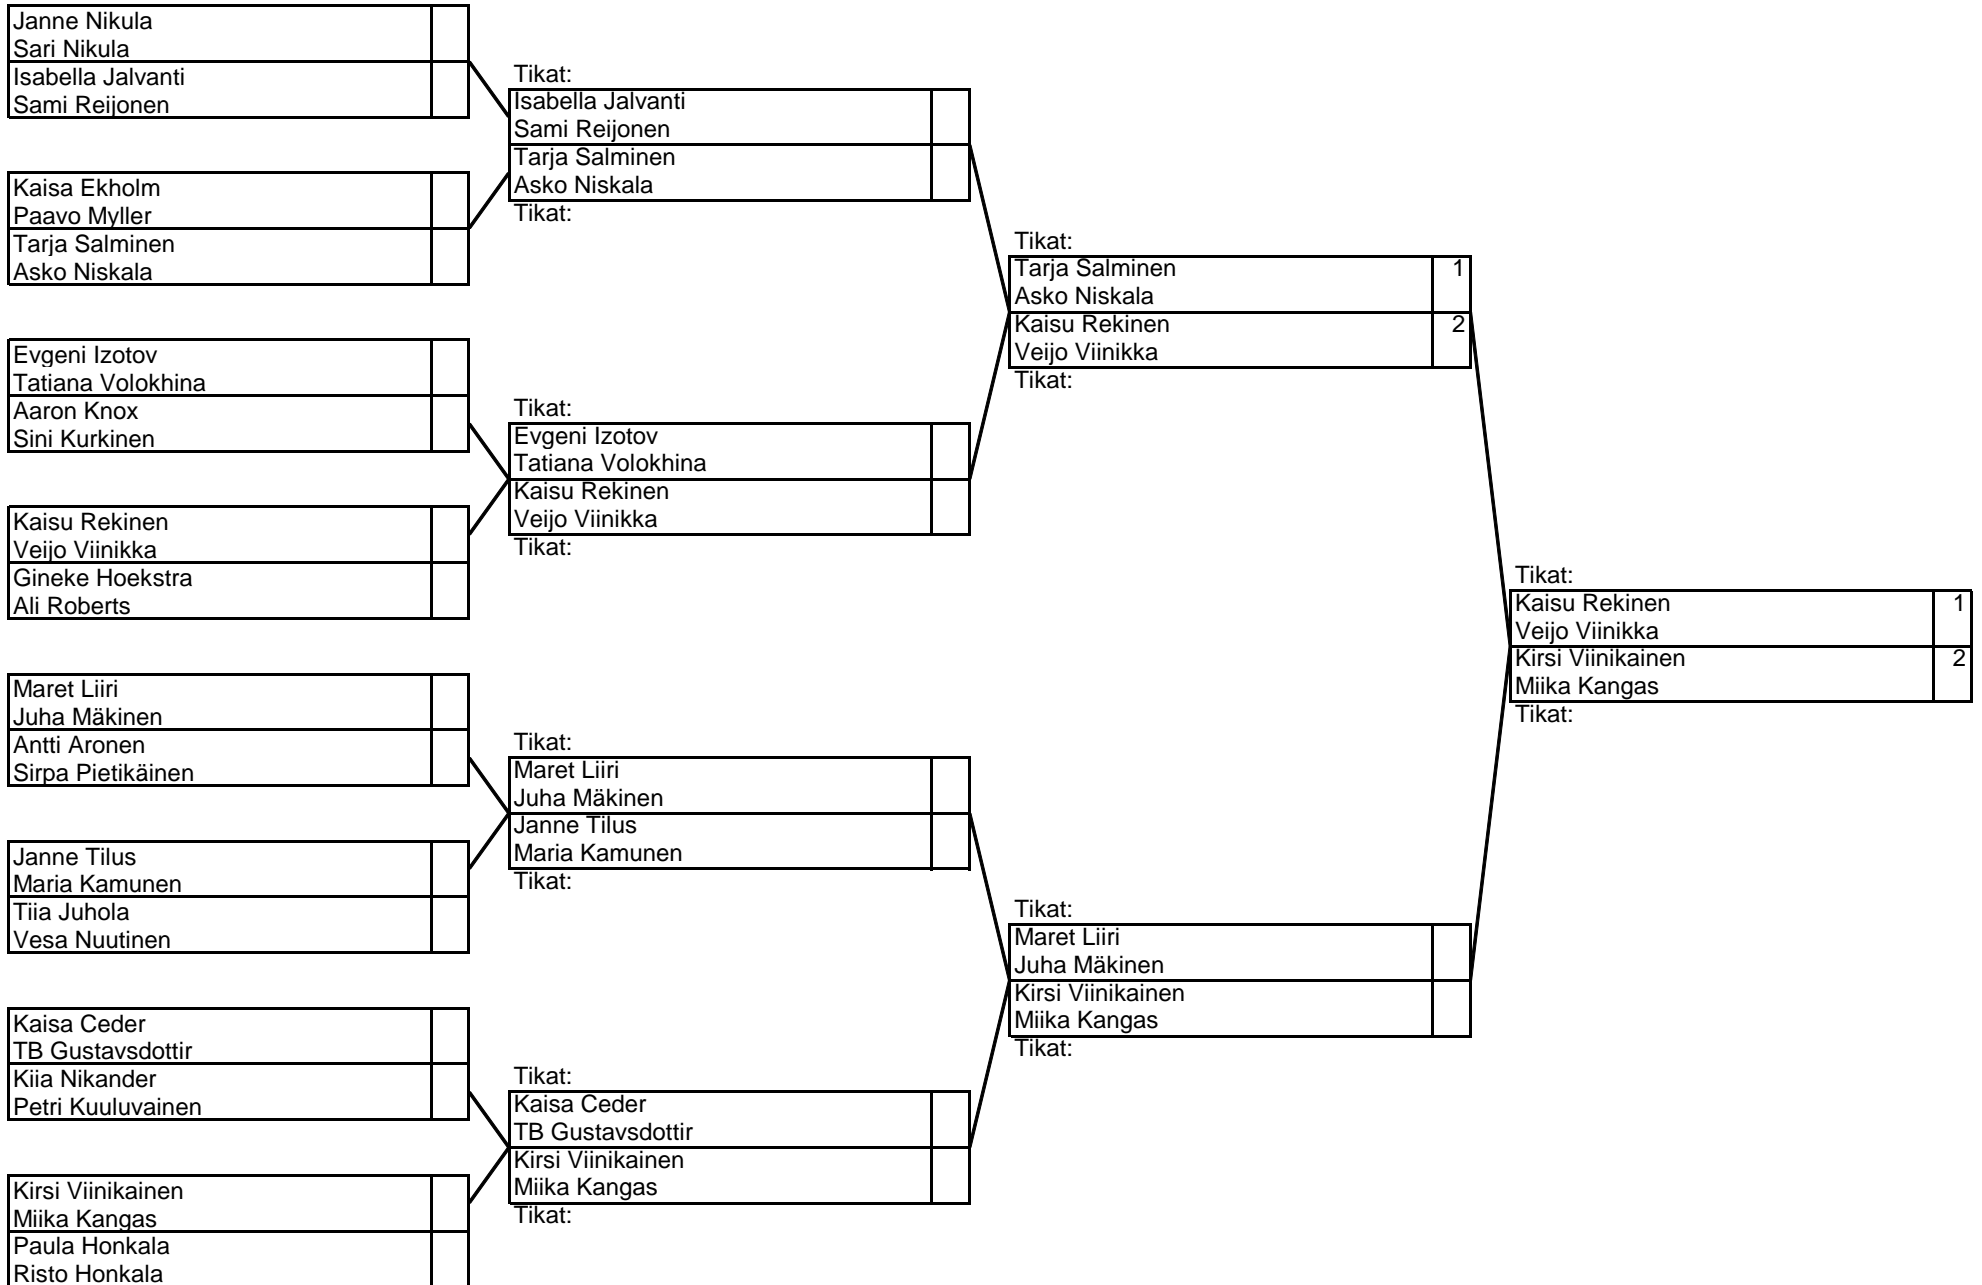 Janne Nikula
Sari Nikula
Isabella Jalvanti
Sami Reijonen
Kaisa Ekholm
Paavo Myller
Tarja Salminen
Asko Niskala
Evgeni Izotov
Tatiana Volokhina
Aaron Knox
Sini Kurkinen
Kaisu Rekinen
Veijo Viinikka
Gineke Hoekstra
Ali Roberts
Maret Liiri
Juha Mäkinen
Antti Aronen
Sirpa Pietikäinen
Janne Tilus
Maria Kamunen
Tiia Juhola
Vesa Nuutinen
Kaisa Ceder
TB Gustavsdottir
Kiia Nikander
Petri Kuuluvainen
Kirsi Viinikainen
Miika Kangas
Paula Honkala
Risto Honkala
Tikat:
Isabella Jalvanti
Sami Reijonen
Tarja Salminen
Asko Niskala
Tikat:
Tikat:
Evgeni Izotov
Tatiana Volokhina
Kaisu Rekinen
Veijo Viinikka
Tikat:
Tikat:
Maret Liiri
Juha Mäkinen
Janne Tilus
Maria Kamunen
Tikat:
Tikat:
Kaisa Ceder
TB Gustavsdottir
Kirsi Viinikainen
Miika Kangas
Tikat:
Tikat:
Tarja Salminen 1
Asko Niskala
Kaisu Rekinen 2
Veijo Viinikka
Tikat:
Tikat:
Maret Liiri
Juha Mäkinen
Kirsi Viinikainen
Miika Kangas
Tikat:
Tikat:
Kaisu Rekinen 1
Veijo Viinikka
Kirsi Viinikainen 2
Miika Kangas
Tikat: